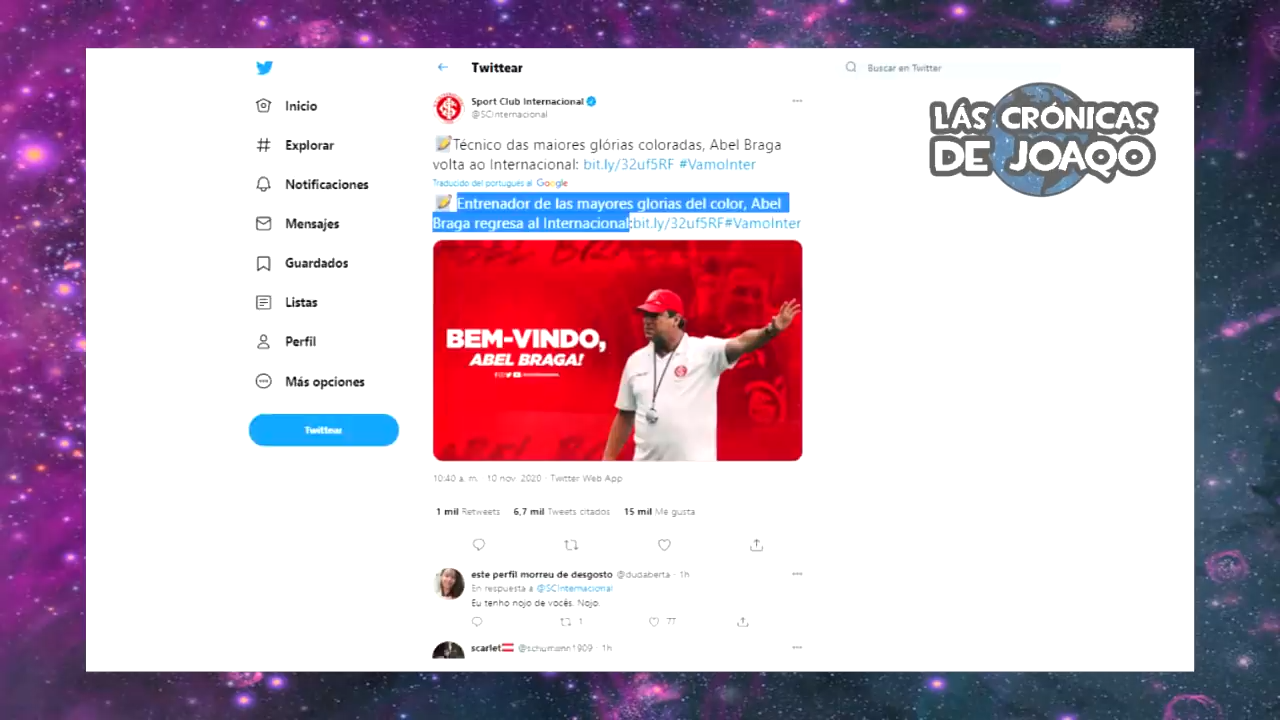 Twittear
Buscar en Twitter
Inicio
Explorar
Notificaciones
Mensajes
Guardados
Listas
Perfil
Más opciones
Twittear
Sport Club Internacional
@SCInternacional
📝Técnico das maiores glórias coloradas, Abel Braga
volta ao Internacional: bit.ly/32uf5RF #VamoInter
Traducido del portugués al Google
📝Entrenador de las mayores glorias del color, Abel
Braga regresa al Internacional:bit.ly/32uf5RF#VamoInter
BEM-VINDO,
ABEL BRAGA!
10:40 a. m. · 10 nov. 2020 · Twitter Web App
1 mil Retweets 6,7 mil Tweets citados 15 mil Me gusta
este perfil morreu de desgosto @dudaberta · 1h
En respuesta a @SCInternacional
Eu tenho nojo de vocês. Nojo.
1 77
scarlet @schumann1909 · 1h
LÁS CRÓNICAS
DE JOAQO